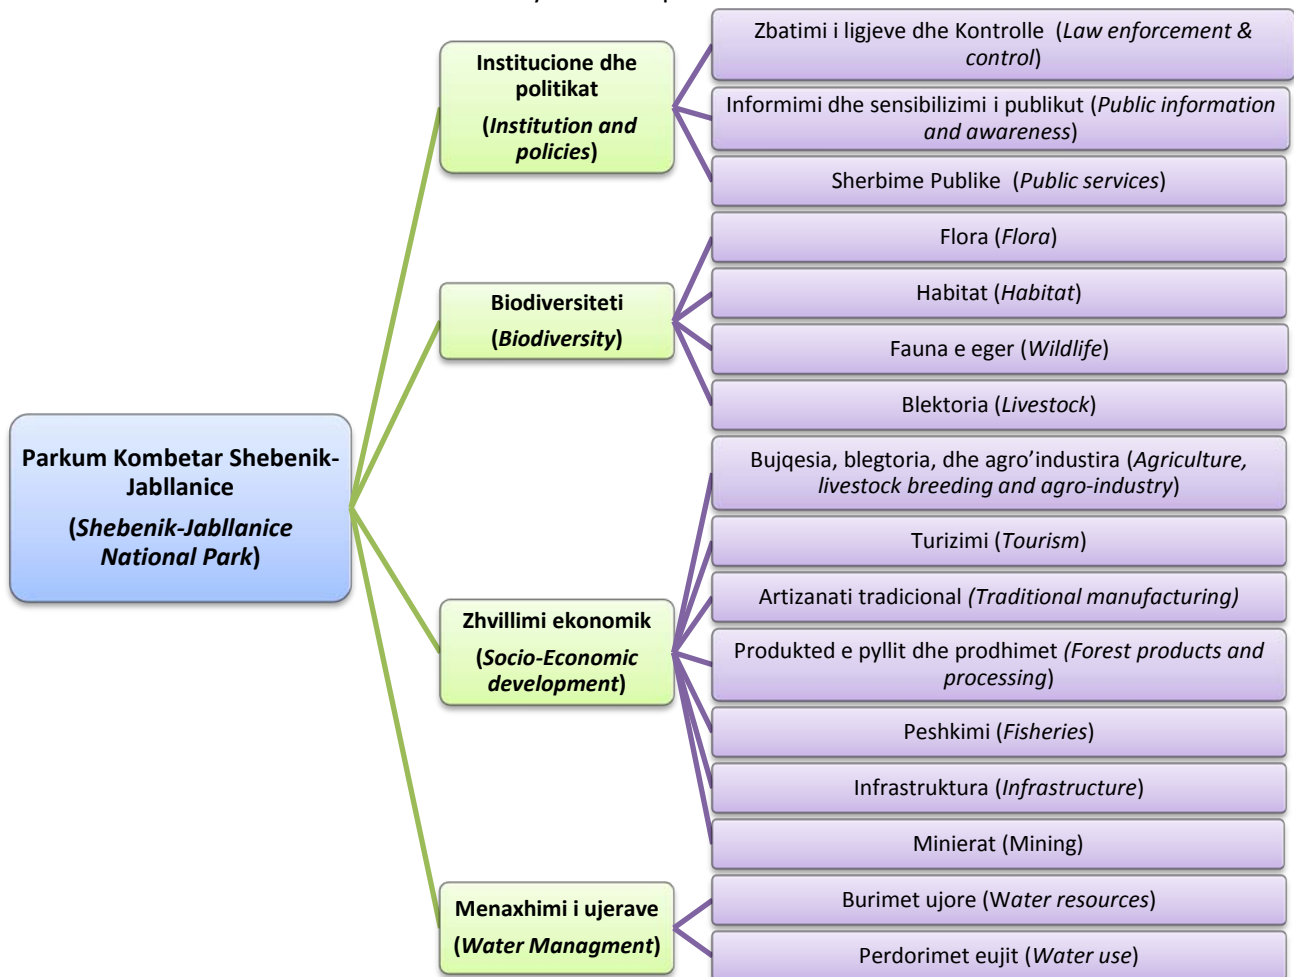 Parkum Kombetar Shebenik-
Jabllanice
(Shebenik-Jabllanice
National Park)
Institucione dhe
politikat
(Institution and
policies)
Zbatimi i ligjeve dhe Kontrolle (Law enforcement &
control)
Informimi dhe sensibilizimi i publikut (Public information
and awareness)
Sherbime Publike (Public services)
Biodiversiteti
(Biodiversity)
Flora (Flora)
Habitat (Habitat)
Fauna e eger (Wildlife)
Blektoria (Livestock)
Zhvillimi ekonomik
(Socio-Economic
development)
Bujqesia, blegtoria, dhe agro’industira (Agriculture,
livestock breeding and agro-industry)
Turizimi (Tourism)
Artizanati tradicional (Traditional manufacturing)
Produkted e pyllit dhe prodhimet (Forest products and
processing)
Peshkimi (Fisheries)
Infrastruktura (Infrastructure)
Minierat (Mining)
Menaxhimi i ujerave
(Water Managment)
Burimet ujore (Water resources)
Perdorimet eujit (Water use)